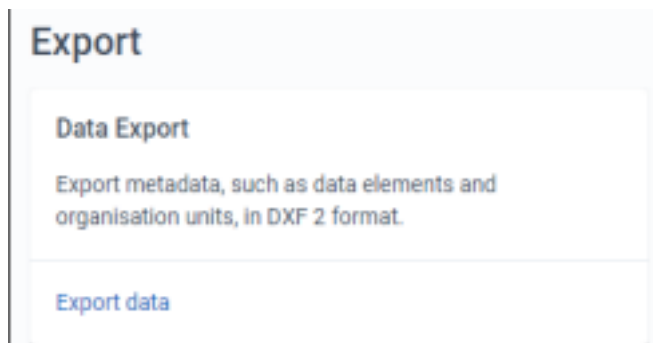 Export
Data Export
Export metadata, such as data elements and
organisation units, in DXF 2 format.
Export data